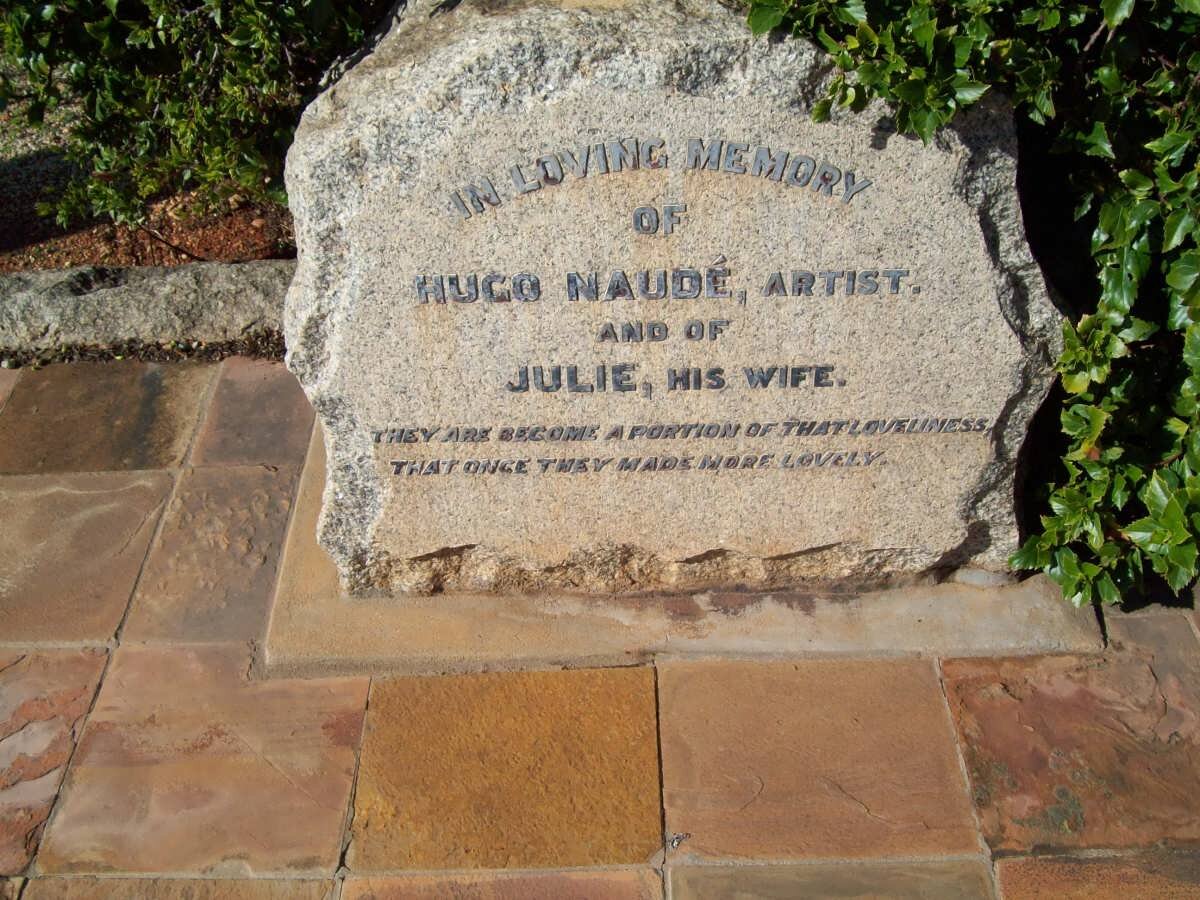 IN LOVING MEMORY
OF
HUGO NAUDÉ, ARTIST.
AND OF
JULIE, HIS WIFE.
THEY ARE BECOME A PORTION OF THAT LOVELINESS,
THAT ONCE THEY MADE MORE LOVELY.